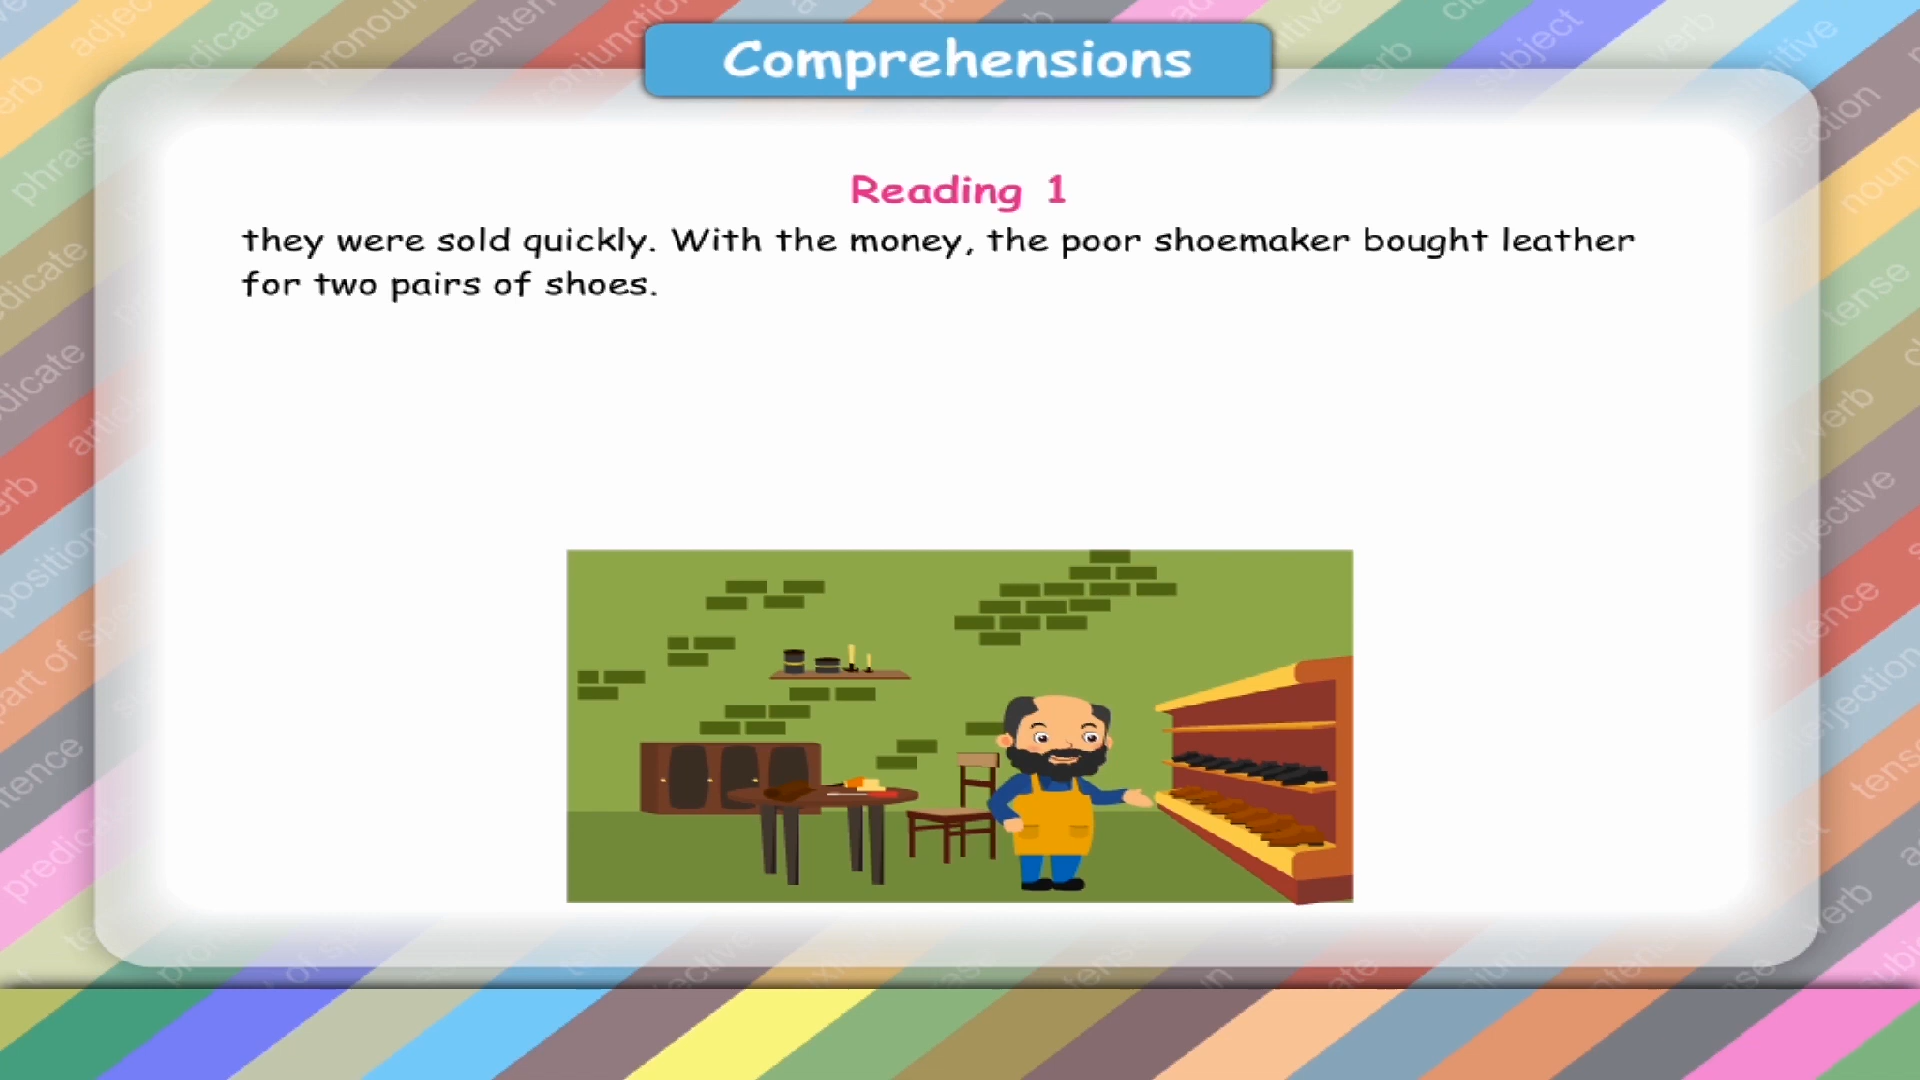 Comprehensions
Reading 1
they were sold quickly. With the money, the poor shoemaker bought leather
for two pairs of shoes.